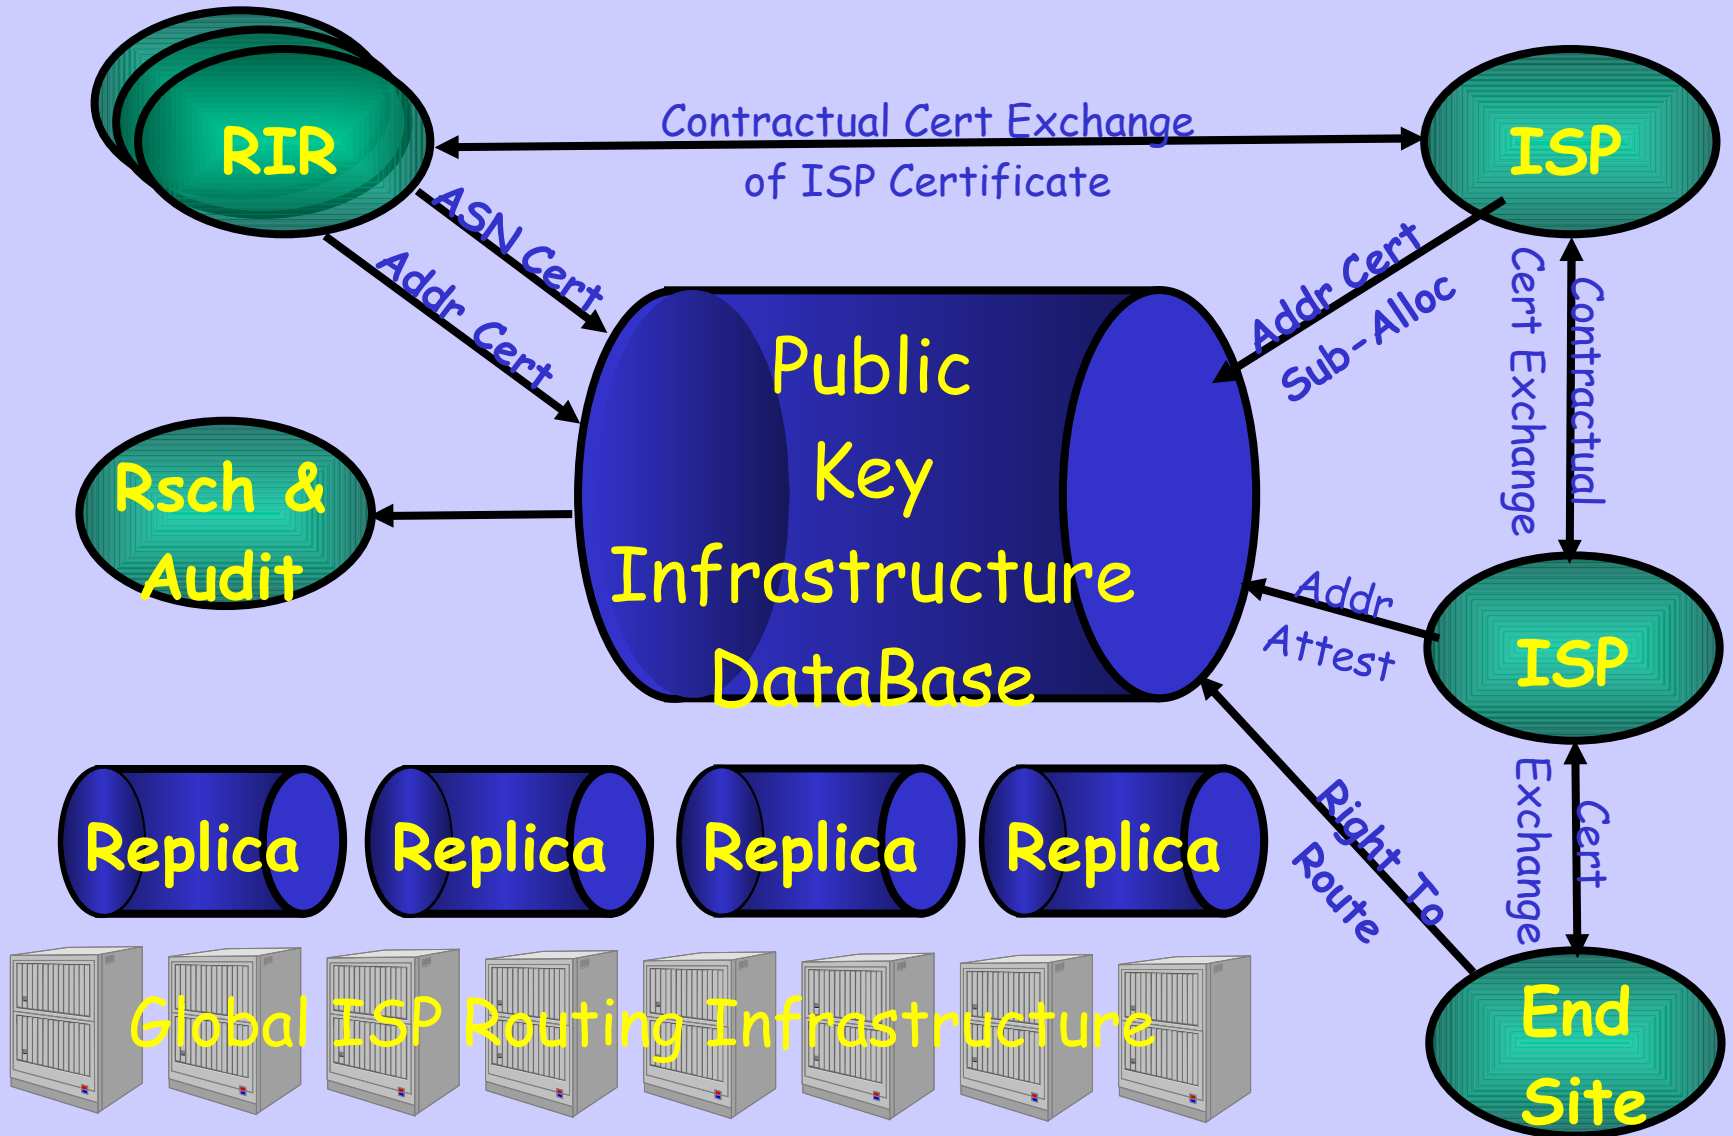 RIR
Contractual Cert Exchange
of ISP Certificate
ISP
ASN Cert
Addr Cert
Addr Cert
Sub-Alloc
Contractual
Cert Exchange
Public
Key
Infrastructure
DataBase
Rsch &
Audit
Addr
Attest
ISP
Right To
Route
Cert
Exchange
Replica
Replica
Replica
Replica
Global ISP Routing Infrastructure
End
Site